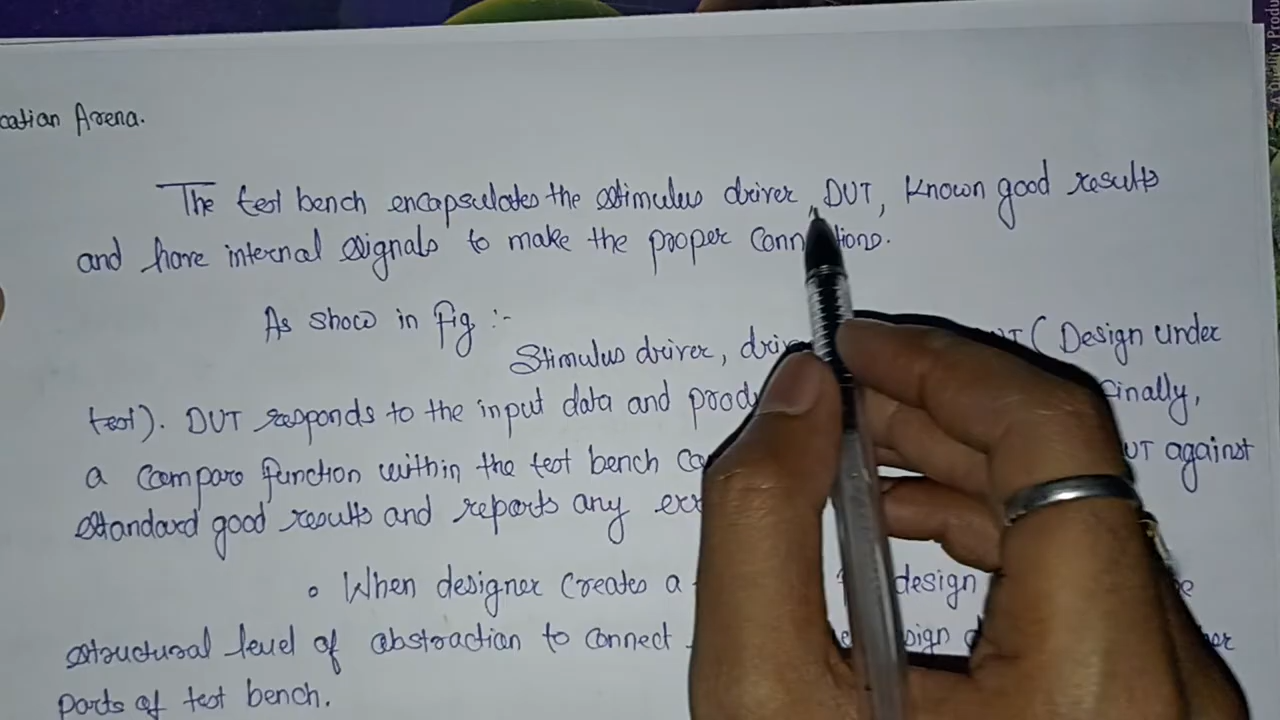 cation Arena.
The test bench encapsulates the stimulus driver, DUT, Known good results
and have internal signals to make the proper
As show in fig :-
Stimulus driver, ( Design under
test). DUT responds to the input data and Finally,
a Compare function within the test bench against
standard good results and reports any
• When designer Creates a design
structural level of abstraction to Connect
parts of test bench.
A Quality